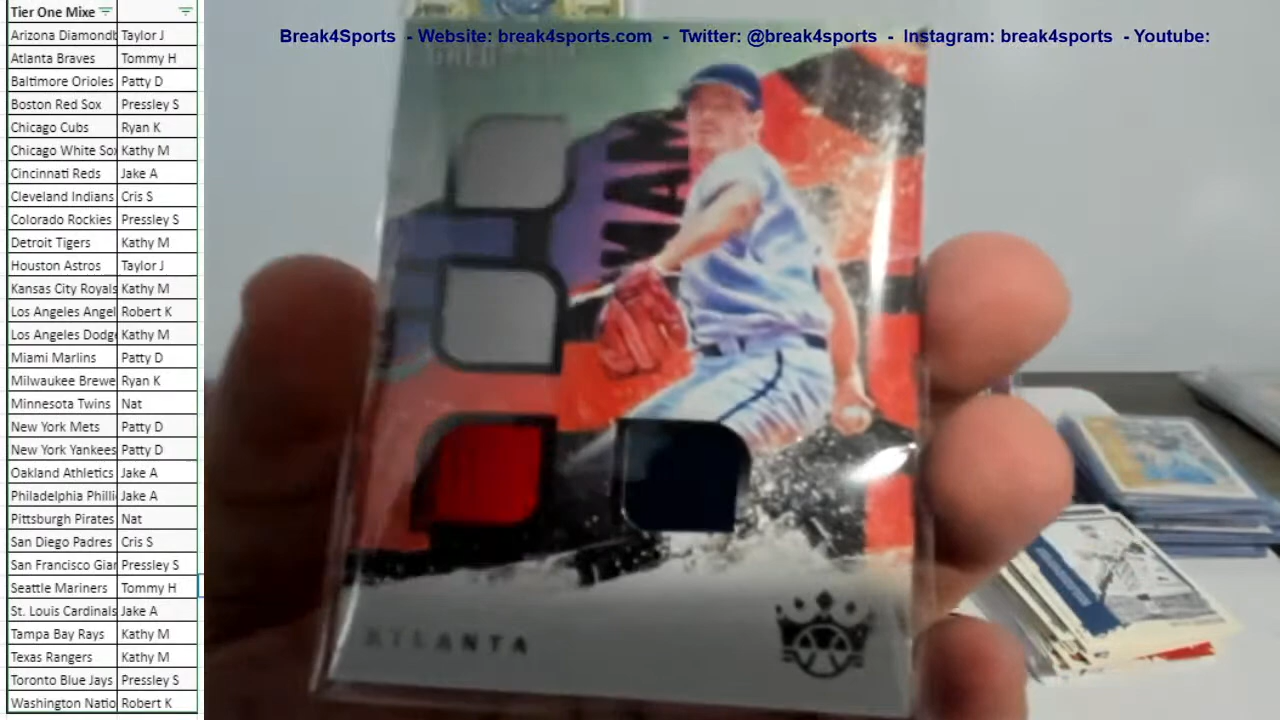 Tier One Mixe
Arizona Diamondb Taylor J
Atlanta Braves Tommy H
Baltimore Orioles Patty D
Boston Red Sox Pressley S
Chicago Cubs Ryan K
Chicago White Sox Kathy M
Cincinnati Reds Jake A
Cleveland Indians Cris S
Colorado Rockies Pressley S
Detroit Tigers Kathy M
Houston Astros Taylor J
Kansas City Royals Kathy M
Los Angeles Angel Robert K
Los Angeles Dodge Kathy M
Miami Marlins Patty D
Milwaukee Brewe Ryan K
Minnesota Twins Nat
New York Mets Patty D
New York Yankees Patty D
Oakland Athletics Jake A
Philadelphia Philli Jake A
Pittsburgh Pirates Nat
San Diego Padres Cris S
San Francisco Gian Pressley S
Seattle Mariners Tommy H
St. Louis Cardinals Jake A
Tampa Bay Rays Kathy M
Texas Rangers Kathy M
Toronto Blue Jays Pressley S
Washington Natio Robert K
Break4Sports - Website: break4sports.com - Twitter: @break4sports - Instagram: break4sports - Youtube:
GREG
MAN
ATLANTA